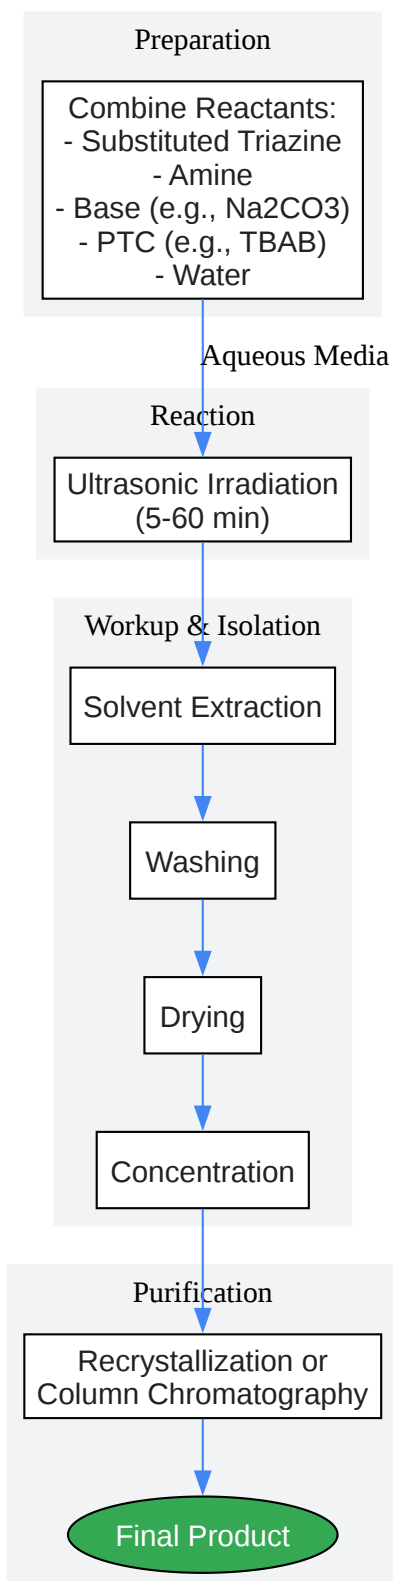 Preparation
Combine Reactants:
- Substituted Triazine
- Amine
- Base (e.g., Na2CO3)
- PTC (e.g., TBAB)
- Water
Aqueous Media
Reaction
Ultrasonic Irradiation
(5-60 min)
Workup & Isolation
Solvent Extraction
Washing
Drying
Concentration
Purification
Recrystallization or
Column Chromatography
Final Product